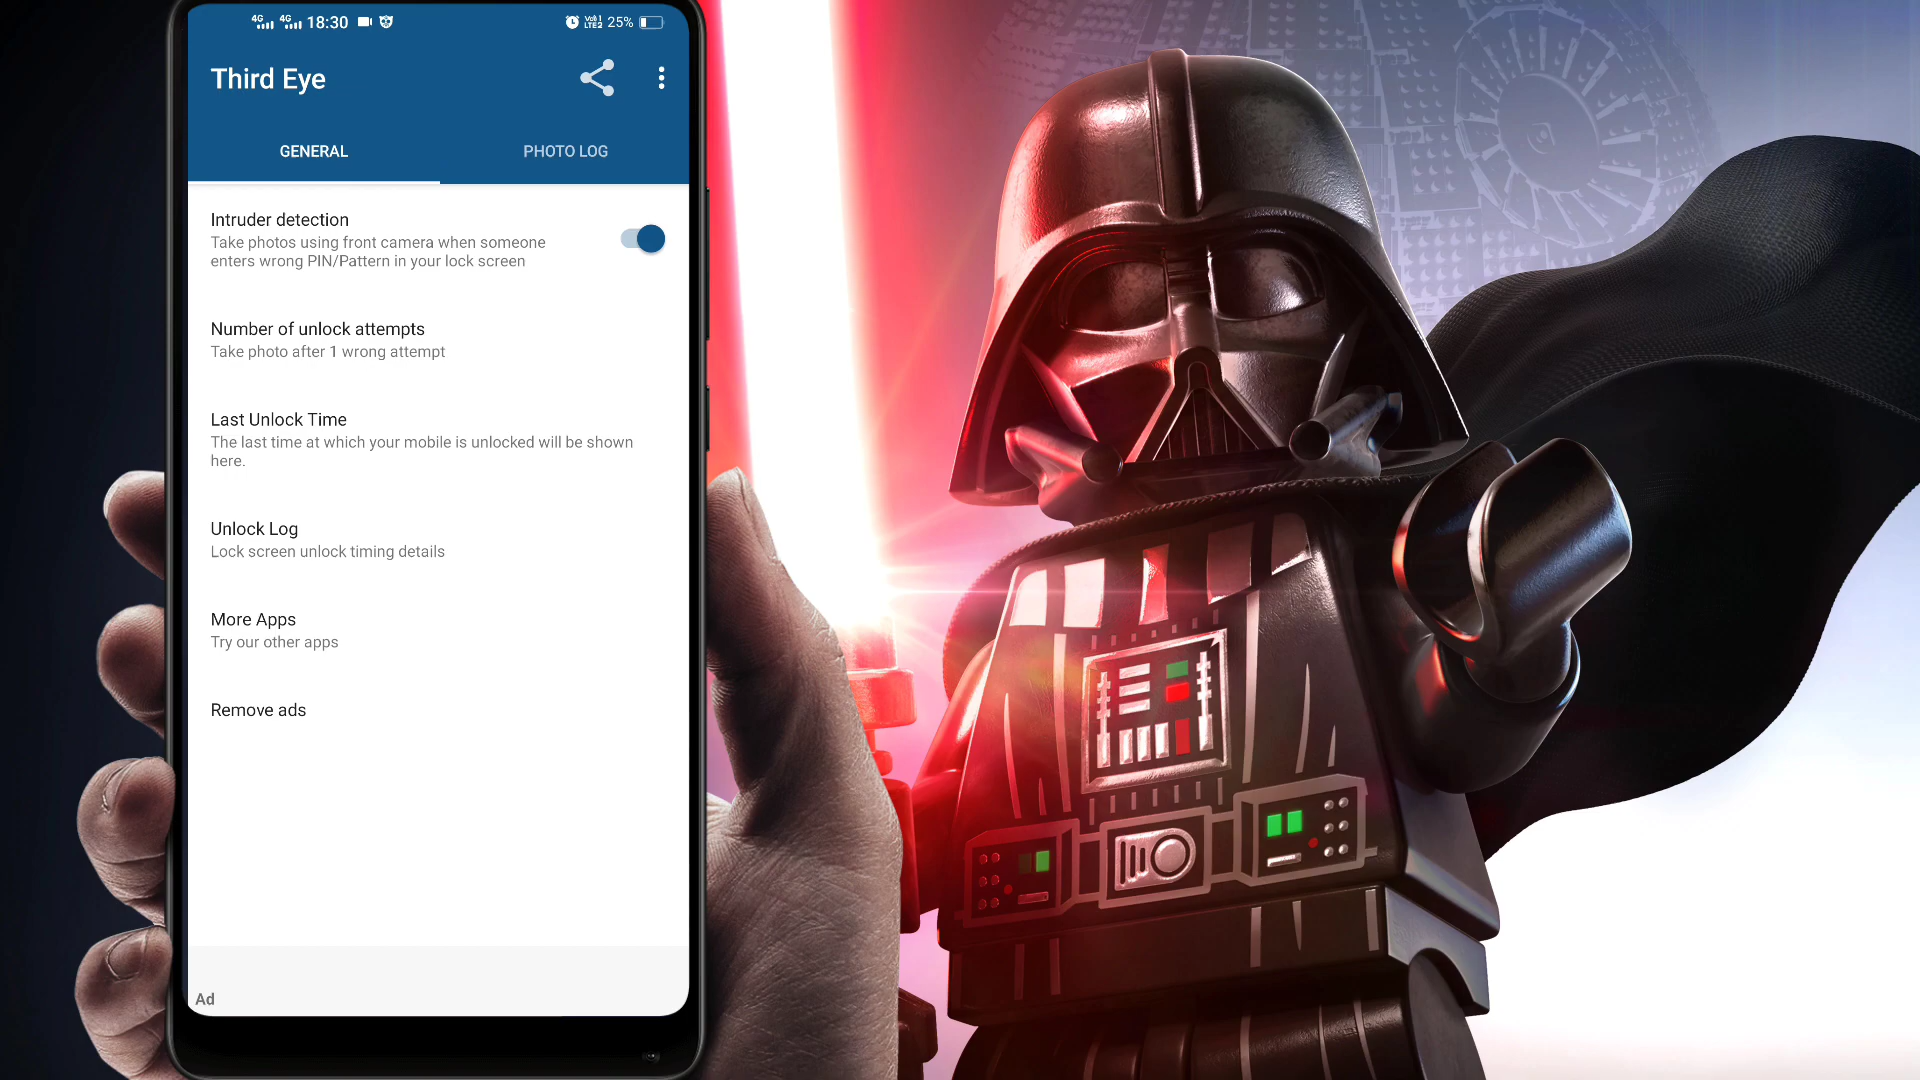 4G 4G 18:30 25%
Third Eye
GENERAL PHOTO LOG
Intruder detection
Take photos using front camera when someone
enters wrong PIN/Pattern in your lock screen
Number of unlock attempts
Take photo after 1 wrong attempt
Last Unlock Time
The last time at which your mobile is unlocked will be shown
here.
Unlock Log
Lock screen unlock timing details
More Apps
Try our other apps
Remove ads
Ad